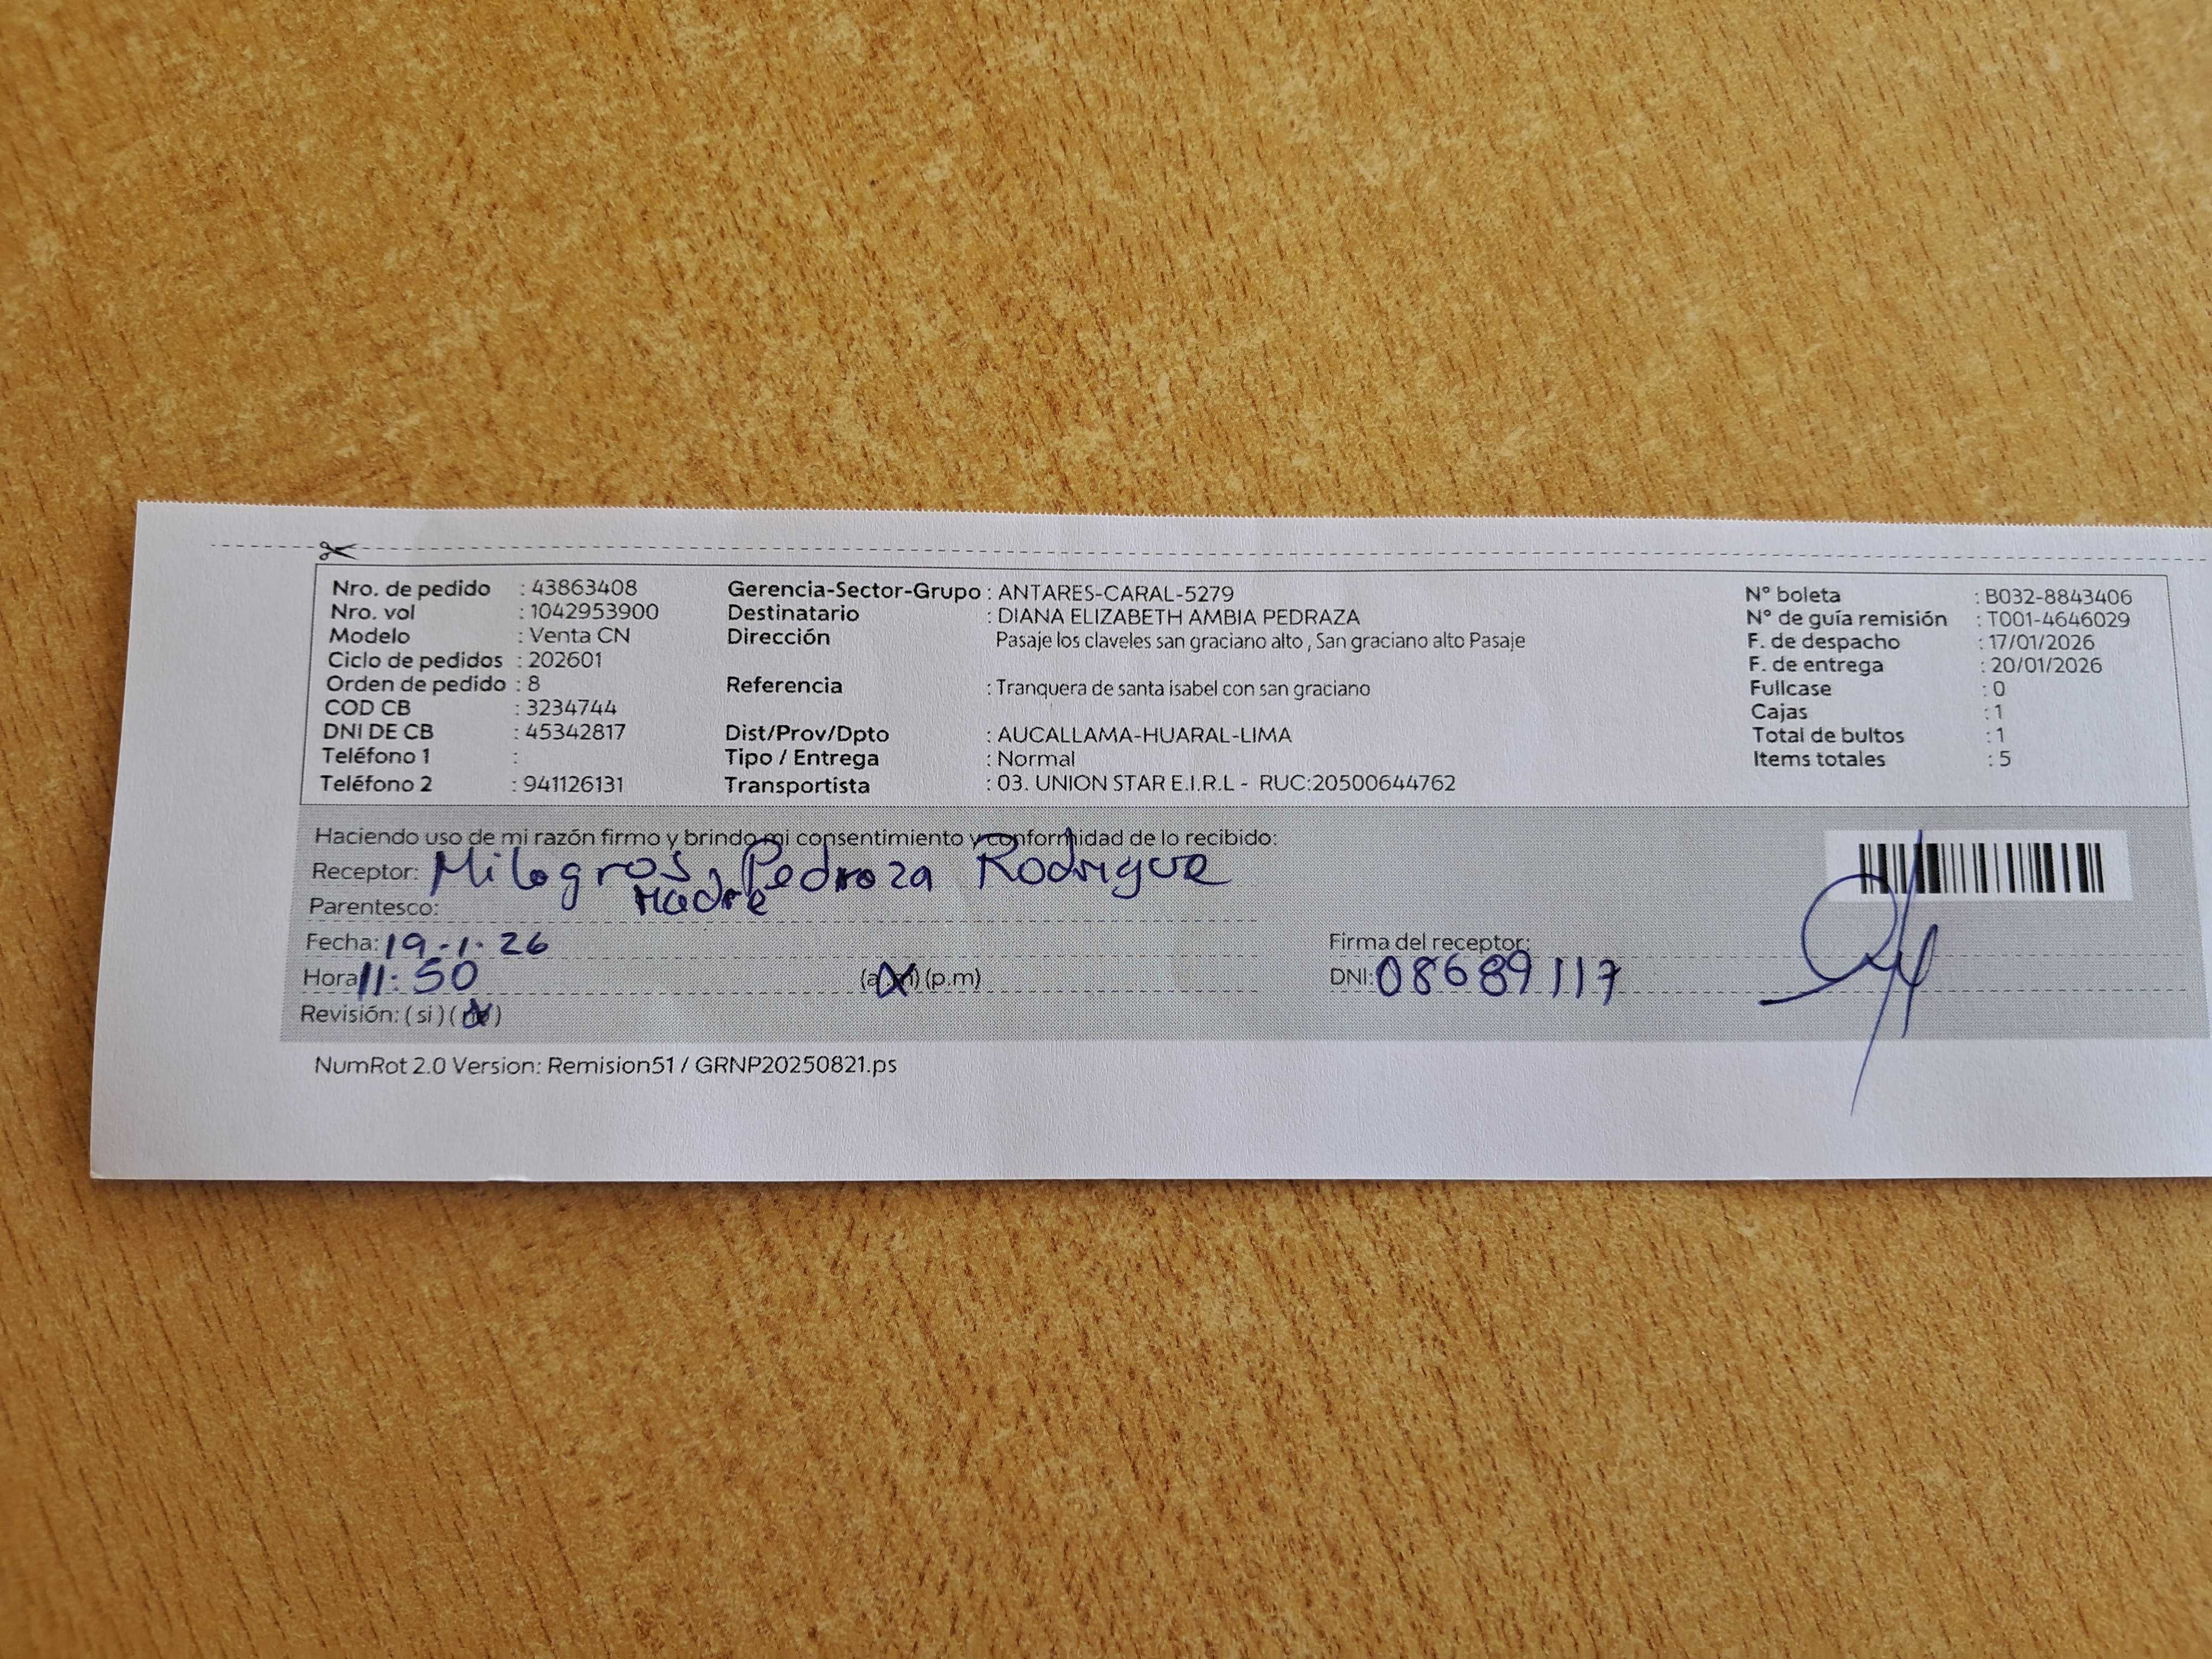 Nro. de pedido : 43863408 Gerencia-Sector-Grupo : ANTARES-CARAL-5279 N° boleta : B032-8843406
Nro. vol : 1042953900 Destinatario : DIANA ELIZABETH AMBIA PEDRAZA N° de guía remisión : T001-4646029
Modelo : Venta CN Dirección Pasaje los claveles san graciano alto , San graciano alto Pasaje F. de despacho : 17/01/2026
Ciclo de pedidos : 202601 F. de entrega : 20/01/2026
Orden de pedido : 8 Referencia : Tranquera de santa isabel con san graciano Fullcase : 0
COD CB : 3234744 Cajas : 1
DNI DE CB : 45342817 Dist/Prov/Dpto : AUCALLAMA-HUARAL-LIMA Total de bultos : 1
Teléfono 1 : Tipo / Entrega : Normal Items totales : 5
Teléfono 2 : 941126131 Transportista : 03. UNION STAR E.I.R.L - RUC:20500644762
Haciendo uso de mi razón firmo y brindo mi consentimiento y conformidad de lo recibido:
Receptor: Milagros Pedroza Rodrigue
Parentesco: Madre
Fecha: 19-1-26 Firma del receptor:
Hora 11:50 (a.m) (p.m) DNI: 08689117
Revisión: ( si ) ( no )
NumRot 2.0 Version: Remision51 / GRNP20250821.ps